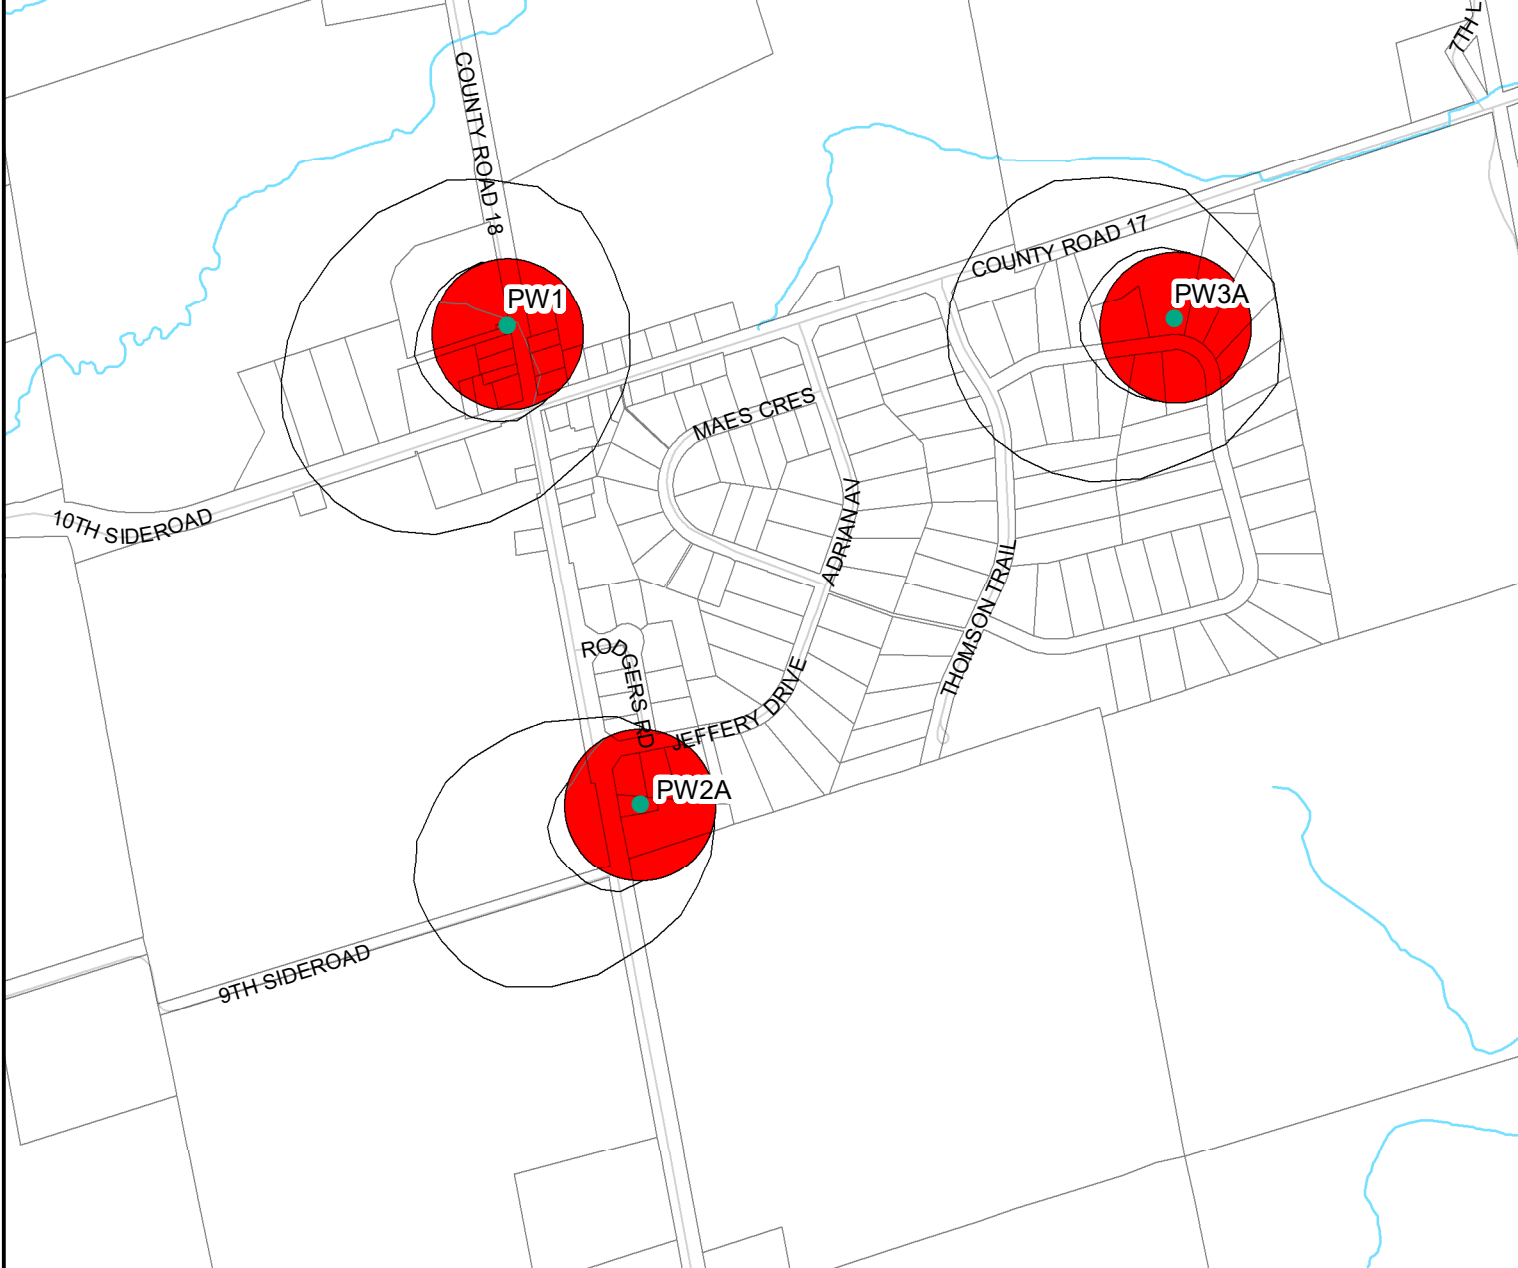 7TH L
COUNTY ROAD 18
COUNTY ROAD 17
PW1
PW3A
MAES CRES
10TH SIDEROAD
ADRIAN AV
THOMSON TRAIL
RODGERS RD
JEFFERY DRIVE
PW2A
9TH SIDEROAD